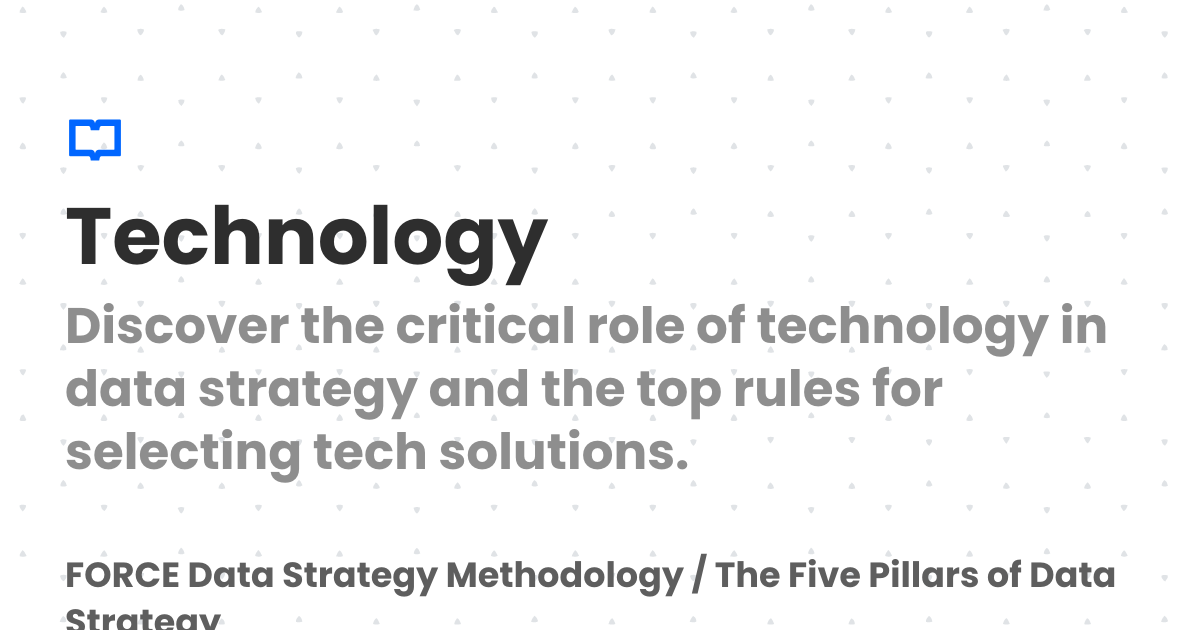 Technology
Discover the critical role of technology in
data strategy and the top rules for
selecting tech solutions.
FORCE Data Strategy Methodology / The Five Pillars of Data
Strategy